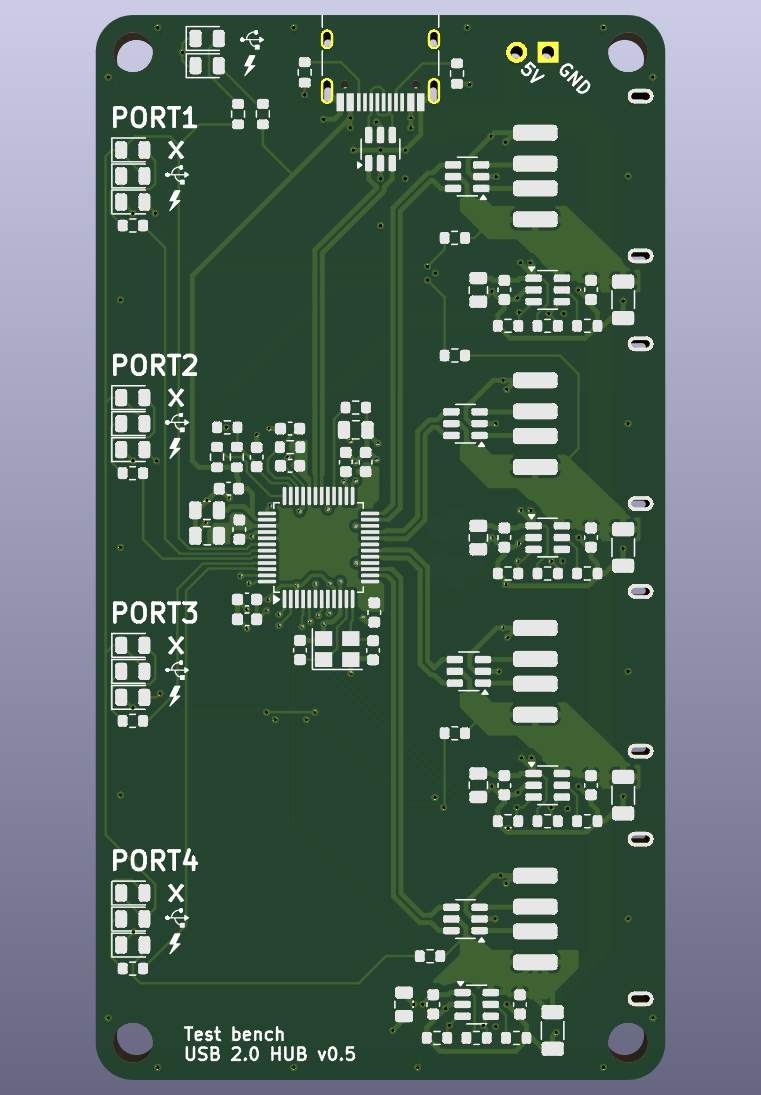 5V
GND
PORT1
X
PORT2
X
PORT3
X
PORT4
X
Test bench
USB 2.0 HUB v0.5